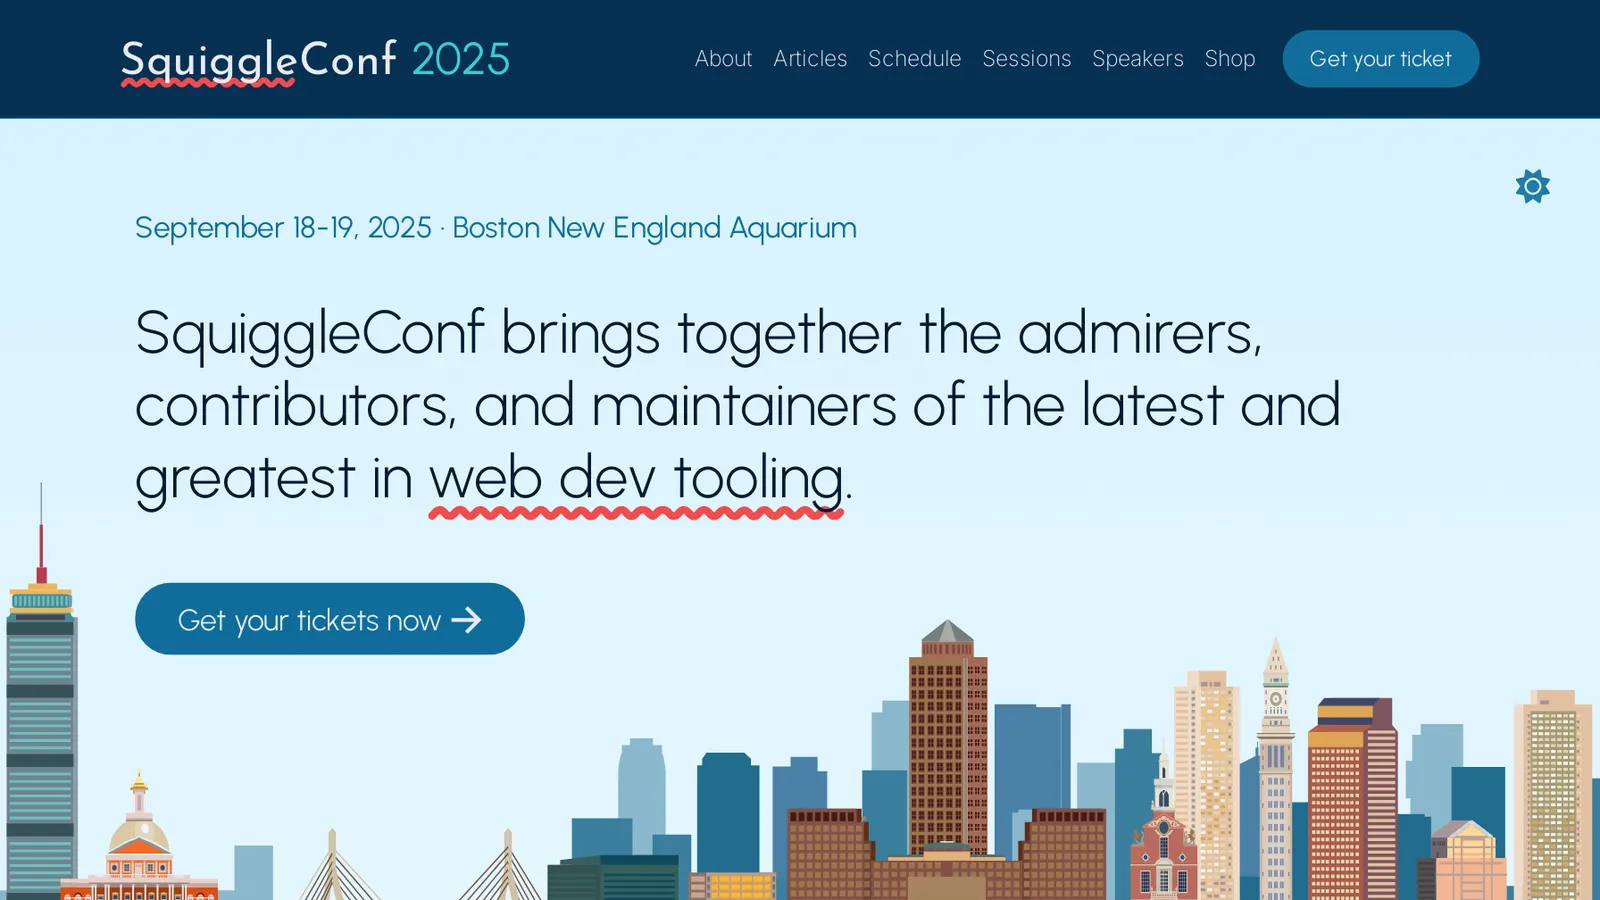 SquiggleConf 2025
About Articles Schedule Sessions Speakers Shop Get your ticket
September 18-19, 2025 · Boston New England Aquarium
SquiggleConf brings together the admirers,
contributors, and maintainers of the latest and
greatest in web dev tooling.
Get your tickets now →